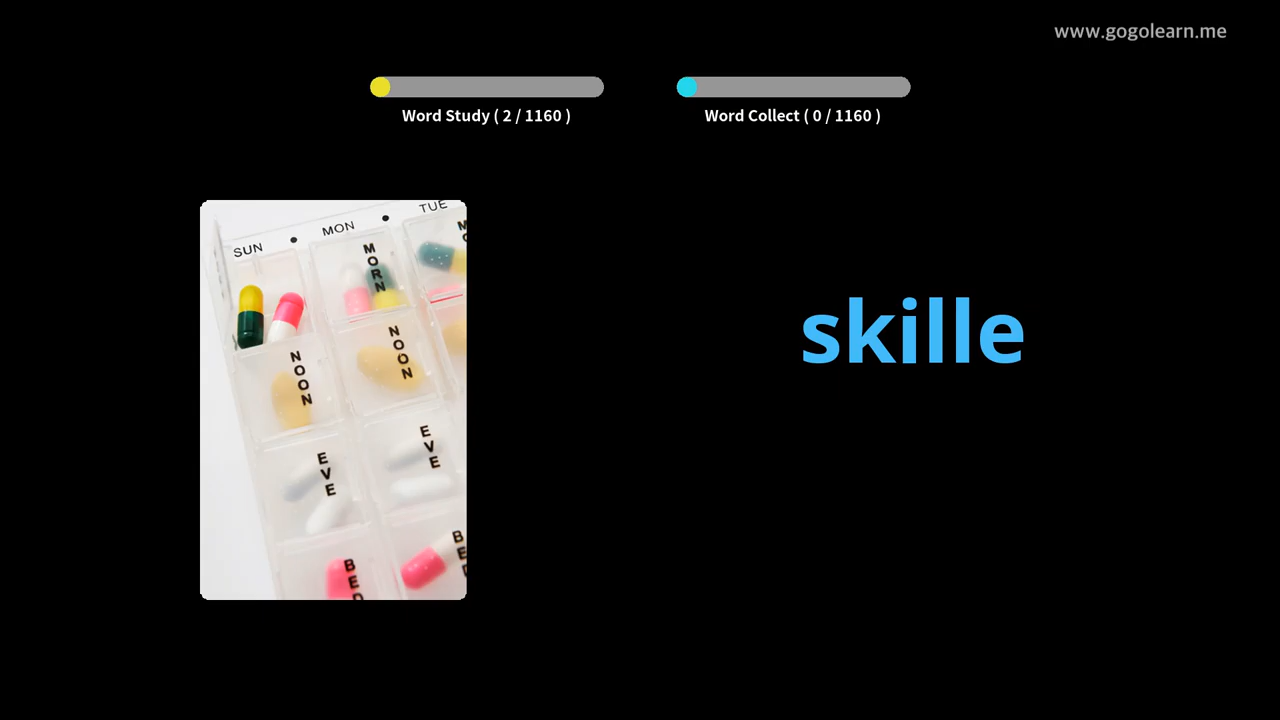 www.gogolearn.me
Word Study ( 2 / 1160 )
Word Collect ( 0 / 1160 )
SUN • MON • TUE
MORN
NOON
NOON
EVE
EVE
BED
skille